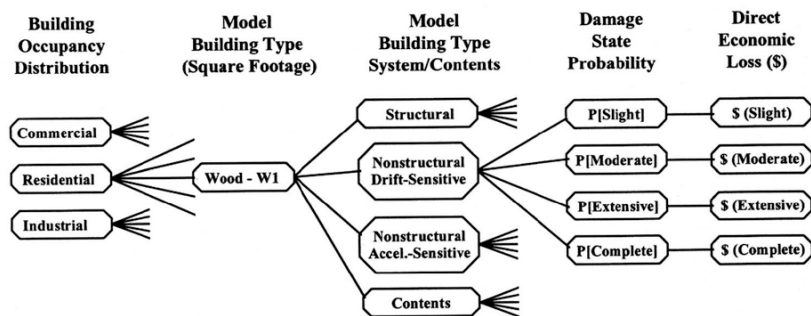 Building
Occupancy
Distribution
Model
Building Type
(Square Footage)
Model
Building Type
System/Contents
Damage
State
Probability
Direct
Economic
Loss ($)
Commercial
Residential
Industrial
Wood - W1
Structural
Nonstructural
Drift-Sensitive
Nonstructural
Accel.-Sensitive
Contents
P[Slight]
P[Moderate]
P[Extensive]
P[Complete]
$ (Slight)
$ (Moderate)
$ (Extensive)
$ (Complete)